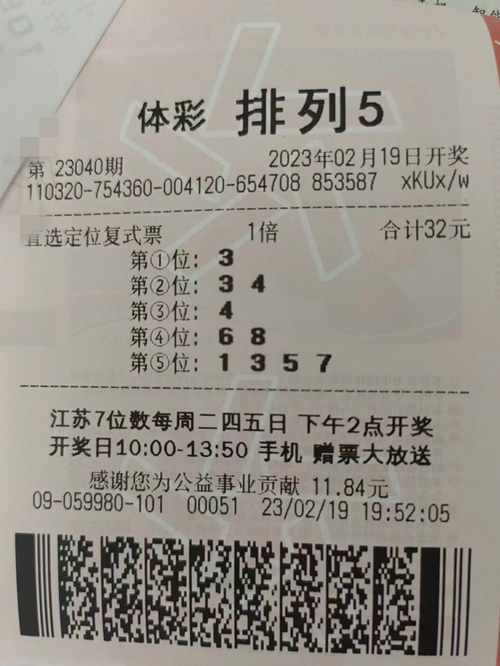 体彩 排列5
第 23040期 2023年02月19日开奖
110320-754360-004120-654708 853587 xKUx/w
直选定位复式票 1倍 合计32元
第①位: 3
第②位: 3 4
第③位: 4
第④位: 6 8
第⑤位: 1 3 5 7
江苏7位数每周二四五日 下午2点开奖
开奖日10:00-13:50 手机 赠票大放送
感谢您为公益事业贡献 11.84元
09-059980-101 00051 23/02/19 19:52:05